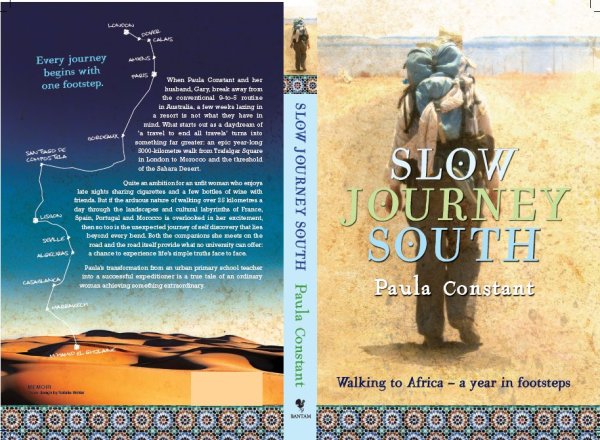 LONDON
DOVER
CALAIS
AMIENS
PARIS
BORDEAUX
SANTIAGO DE
COMPOSTELA
LISBON
SEVILLE
ALGECIRAS
CASABLANCA
MARRAKECH
Every journey
begins with
one footstep.
When Paula Constant and her
husband, Gary, break away from
the conventional 9-to-5 routine
in Australia, a few weeks lazing in
a resort is not what they have in
mind. What starts out as a daydream of
'a travel to end all travels' turns into
something far greater: an epic year-long
5000-kilometre walk from Trafalgar Square
in London to Morocco and the threshold
of the Sahara Desert.
Quite an ambition for an unfit woman who enjoys
late nights sharing cigarettes and a few bottles of wine with
friends. But if the arduous nature of walking over 25 kilometres a
day through the landscapes and cultural labyrinths of France,
Spain, Portugal and Morocco is overlooked in her excitement,
then so too is the unexpected journey of self discovery that lies
beyond every bend. Both the companions she meets on the
road and the road itself provide what no university can offer:
a chance to experience life's simple truths face to face.
Paula's transformation from an urban primary school teacher
into a successful expeditioner is a true tale of an ordinary
woman achieving something extraordinary.
MEMOIR
SLOW JOURNEY SOUTH Paula Constant
BANTAM
SLOW
JOURNEY
SOUTH
Paula Constant
Walking to Africa – a year in footsteps